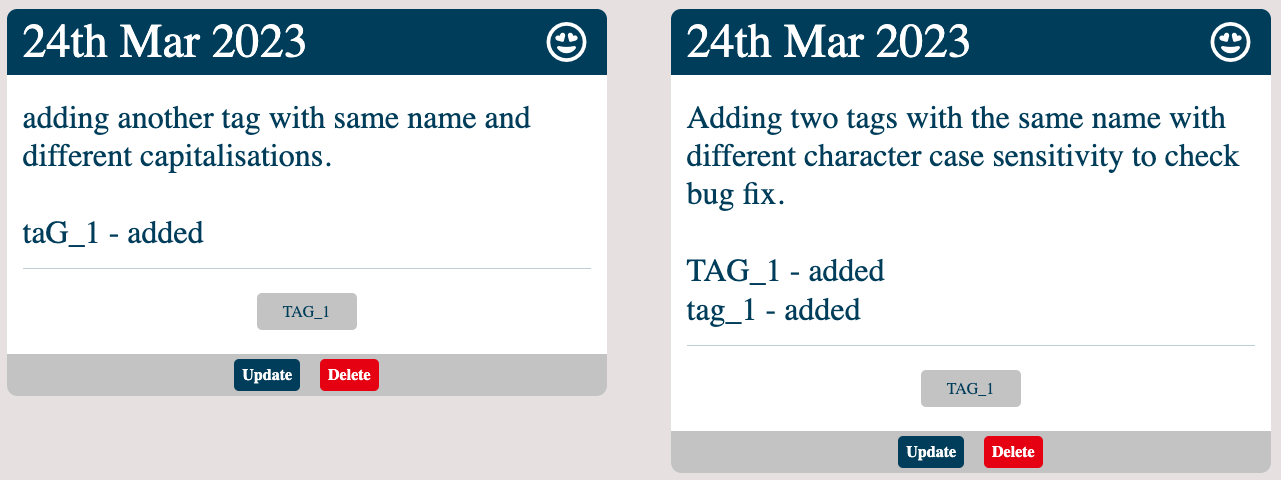 24th Mar 2023
adding another tag with same name and
different capitalisations.
taG_1 - added
TAG_1
Update Delete
24th Mar 2023
Adding two tags with the same name with
different character case sensitivity to check
bug fix.
TAG_1 - added
tag_1 - added
TAG_1
Update Delete